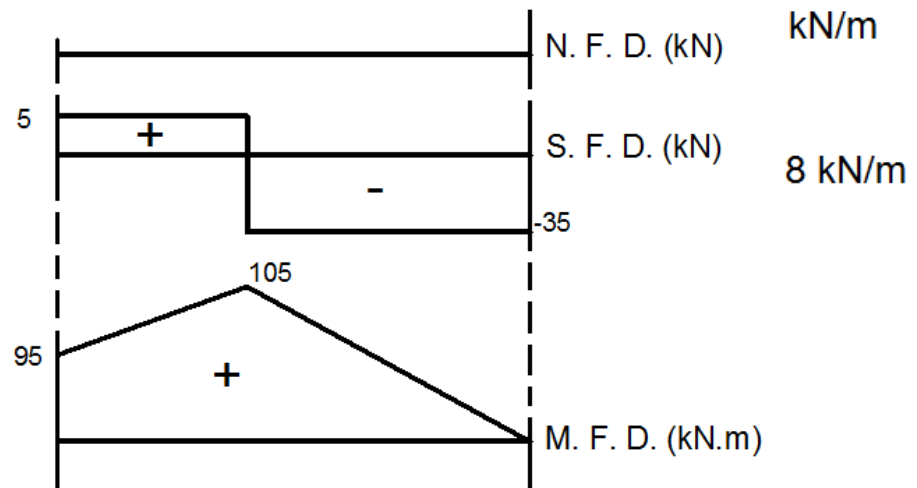 kN/m
N. F. D. (kN)
5
+
S. F. D. (kN)
8 kN/m
-
-35
105
95
+
M. F. D. (kN.m)